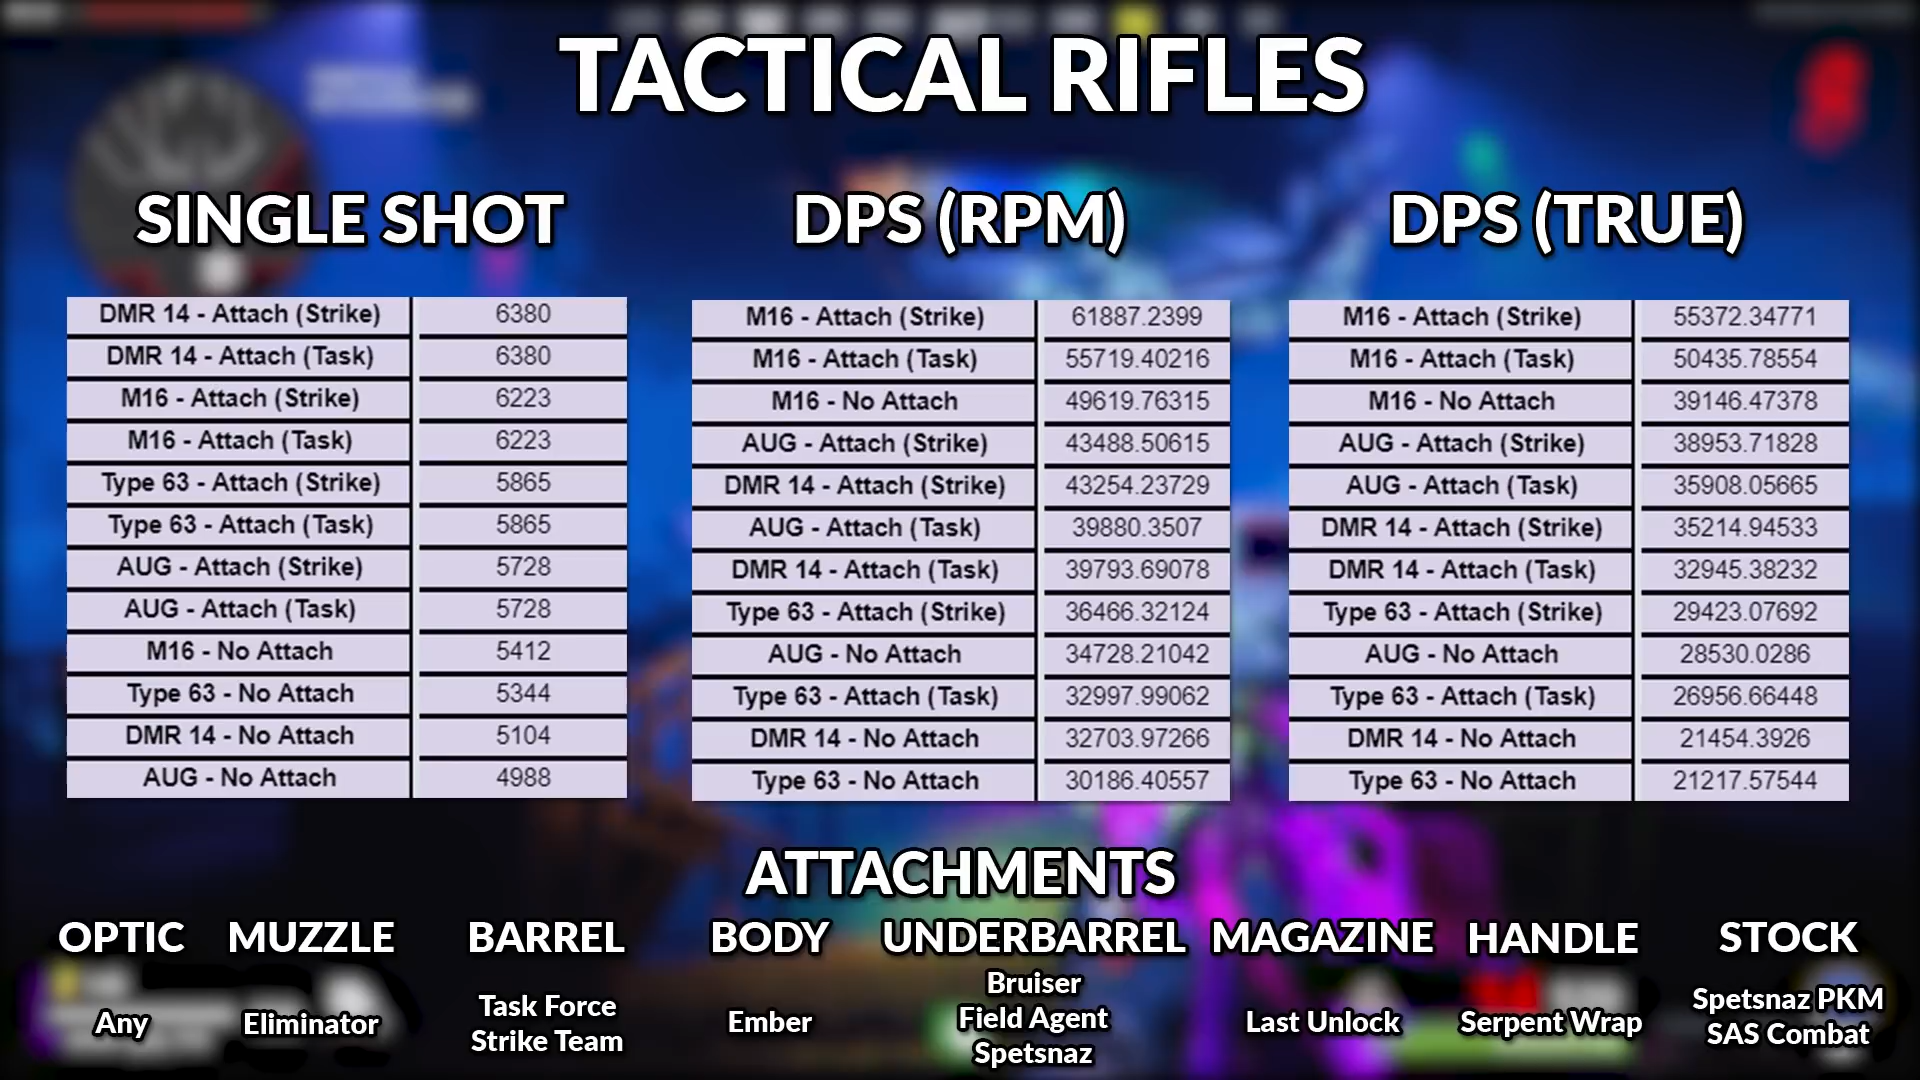 TACTICAL RIFLES
SINGLE SHOT
DMR 14 - Attach (Strike) 6380
DMR 14 - Attach (Task) 6380
M16 - Attach (Strike) 6223
M16 - Attach (Task) 6223
Type 63 - Attach (Strike) 5865
Type 63 - Attach (Task) 5865
AUG - Attach (Strike) 5728
AUG - Attach (Task) 5728
M16 - No Attach 5412
Type 63 - No Attach 5344
DMR 14 - No Attach 5104
AUG - No Attach 4988
DPS (RPM)
M16 - Attach (Strike) 61887.2399
M16 - Attach (Task) 55719.40216
M16 - No Attach 49619.76315
AUG - Attach (Strike) 43488.50615
DMR 14 - Attach (Strike) 43254.23729
AUG - Attach (Task) 39880.3507
DMR 14 - Attach (Task) 39793.69078
Type 63 - Attach (Strike) 36466.32124
AUG - No Attach 34728.21042
Type 63 - Attach (Task) 32997.99062
DMR 14 - No Attach 32703.97266
Type 63 - No Attach 30186.40557
DPS (TRUE)
M16 - Attach (Strike) 55372.34771
M16 - Attach (Task) 50435.78554
M16 - No Attach 39146.47378
AUG - Attach (Strike) 38953.71828
AUG - Attach (Task) 35908.05665
DMR 14 - Attach (Strike) 35214.94533
DMR 14 - Attach (Task) 32945.38232
Type 63 - Attach (Strike) 29423.07692
AUG - No Attach 28530.0286
Type 63 - Attach (Task) 26956.66448
DMR 14 - No Attach 21454.3926
Type 63 - No Attach 21217.57544
ATTACHMENTS
OPTIC
Any
MUZZLE
Eliminator
BARREL
Task Force
Strike Team
BODY
Ember
UNDERBARREL
Bruiser
Field Agent
Spetsnaz
MAGAZINE
Last Unlock
HANDLE
Serpent Wrap
STOCK
Spetsnaz PKM
SAS Combat